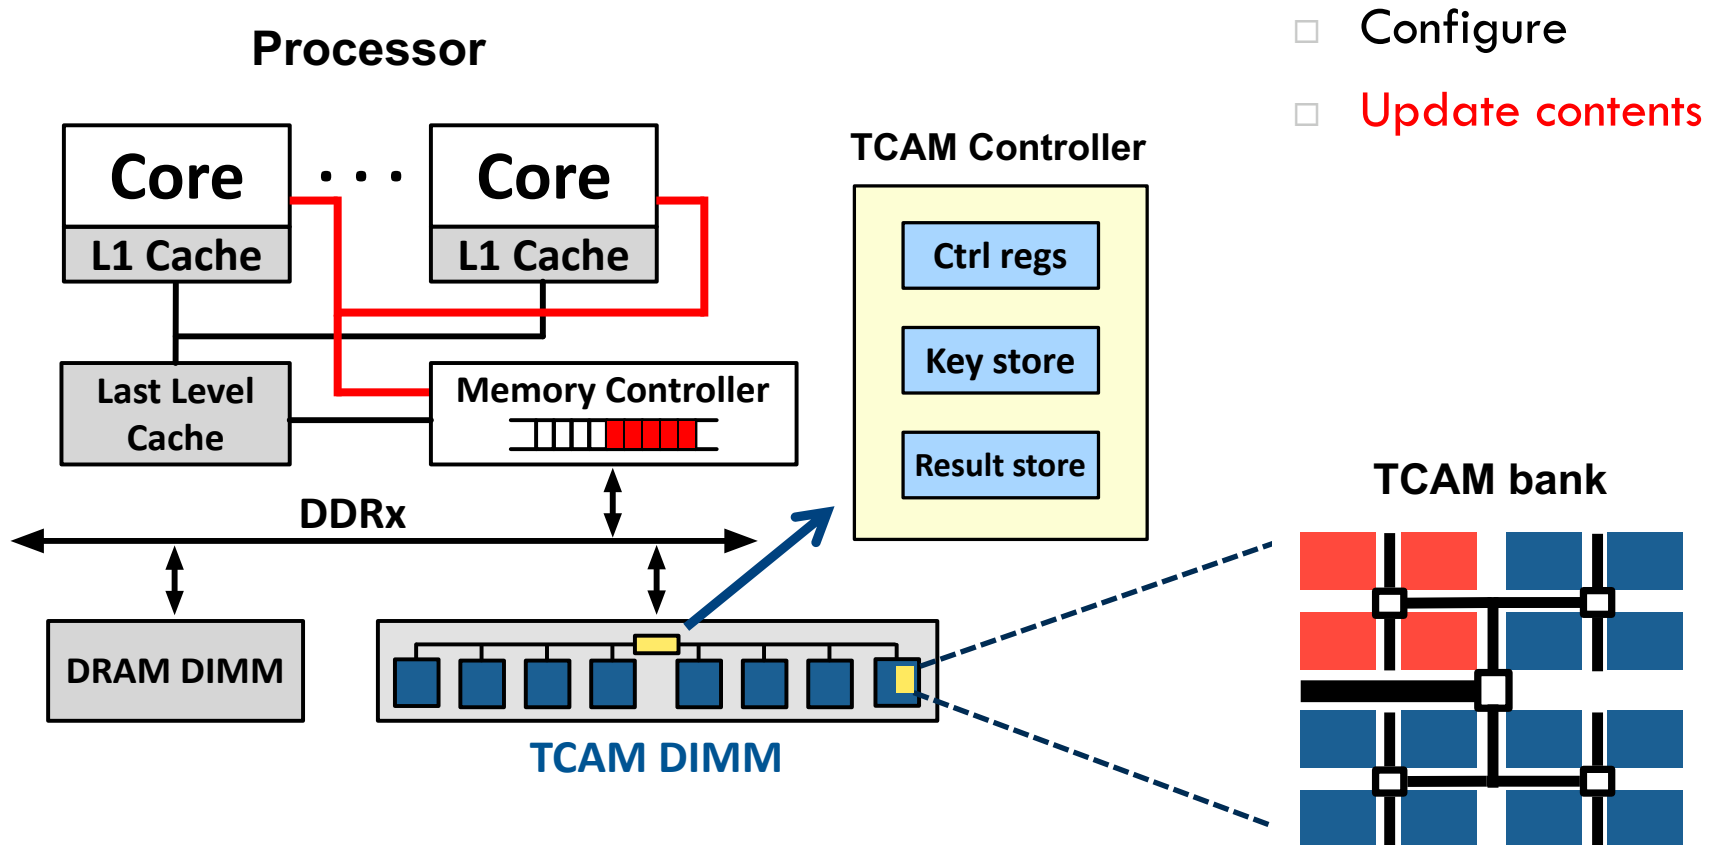 Processor
Configure
Update contents
TCAM Controller
Core
. . .
Core
L1 Cache
L1 Cache
Ctrl regs
Key store
Result store
Last Level
Cache
Memory Controller
DDRx
TCAM bank
DRAM DIMM
TCAM DIMM